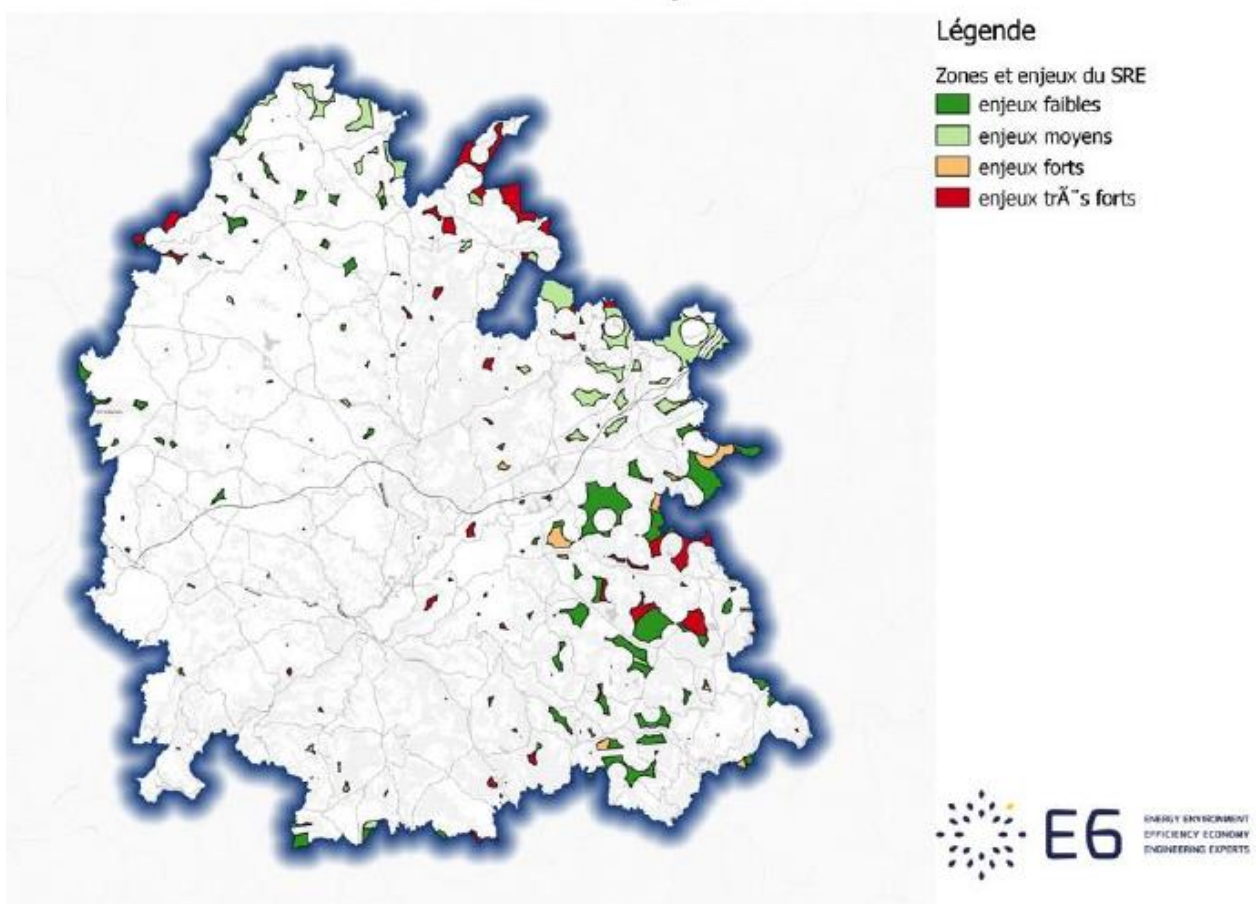 Légende
Zones et enjeux du SRE
enjeux faibles
enjeux moyens
enjeux forts
enjeux trÃ¨s forts
E6
ENERGY ENVIRONMENT
EFFICIENCY ECONOMY
ENGINEERING EXPERTS